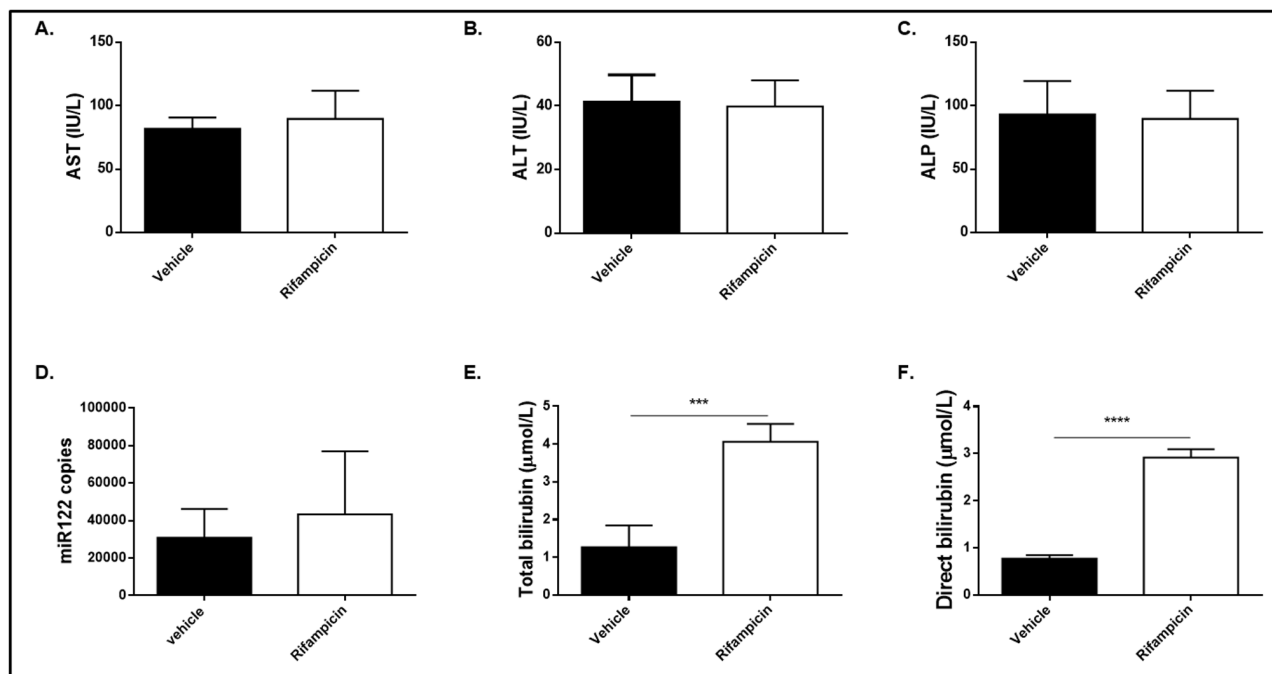 A.
150
100
50
0
AST (IU/L)
Vehicle
Rifampicin
B.
60
40
20
0
ALT (IU/L)
Vehicle
Rifampicin
C.
150
100
50
0
ALP (IU/L)
Vehicle
Rifampicin
D.
100000
80000
60000
40000
20000
0
miR122 copies
vehicle
Rifampicin
E.
5
4
3
2
1
0
Total bilirubin (µmol/L)
***
Vehicle
Rifampicin
F.
4
3
2
1
0
Direct bilirubin (µmol/L)
****
Vehicle
Rifampicin